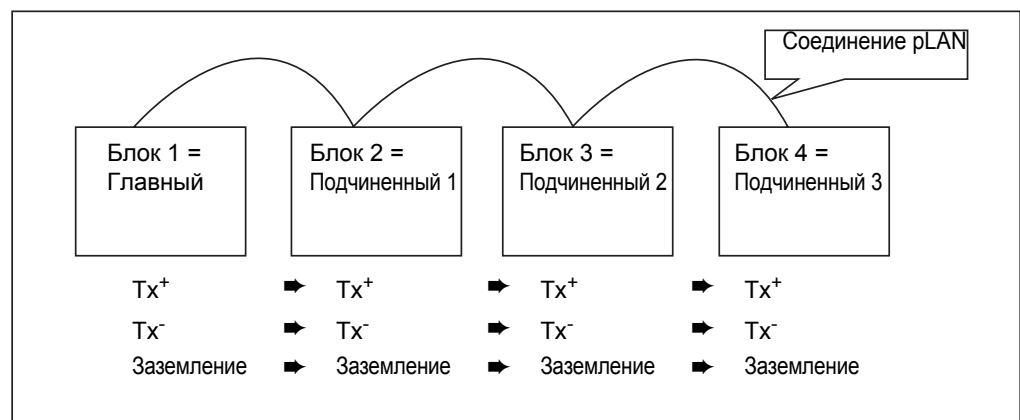 Соединение pLAN
Блок 1 =
Главный
Блок 2 =
Подчиненный 1
Блок 3 =
Подчиненный 2
Блок 4 =
Подчиненный 3
Tx+ ➨ Tx+ ➨ Tx+ ➨ Tx+
Tx- ➨ Tx- ➨ Tx- ➨ Tx-
Заземление ➨ Заземление ➨ Заземление ➨ Заземление